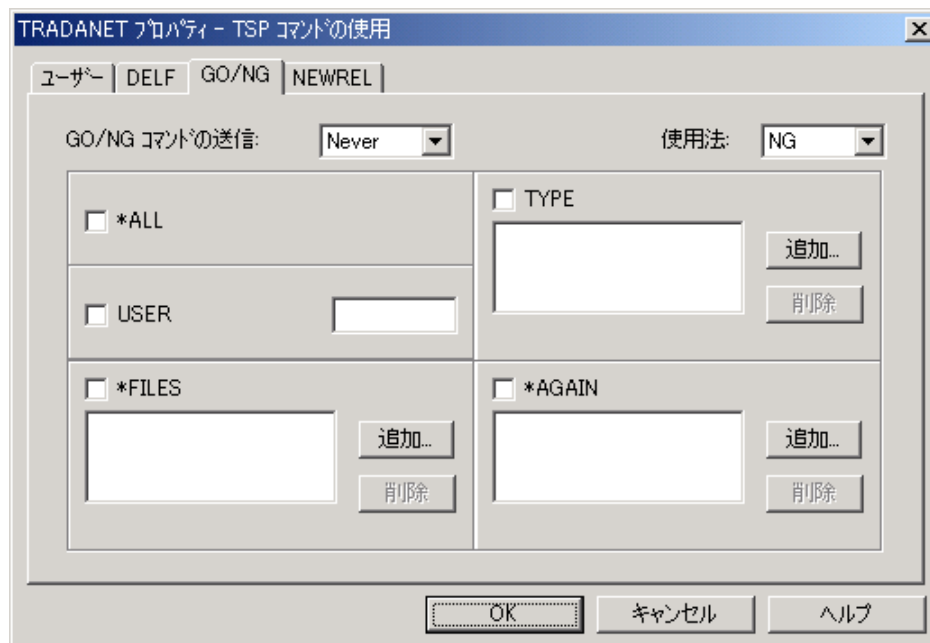 TRADANET プロパティ - TSP コマンドの使用
ユーザー DELF GO/NG NEWREL
GO/NG コマンドの送信: Never 使用法: NG
*ALL
TYPE
追加...
削除
USER
*FILES
追加...
削除
*AGAIN
追加...
削除
OK キャンセル ヘルプ